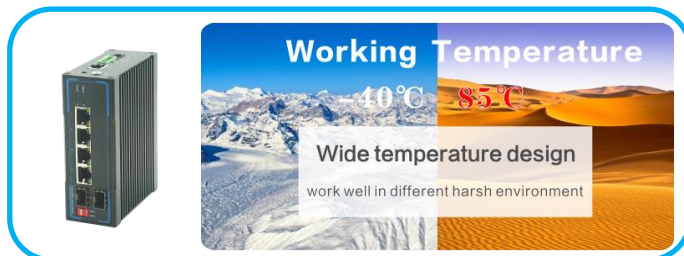 Working Temperature
-40℃ 85℃
Wide temperature design
work well in different harsh environment